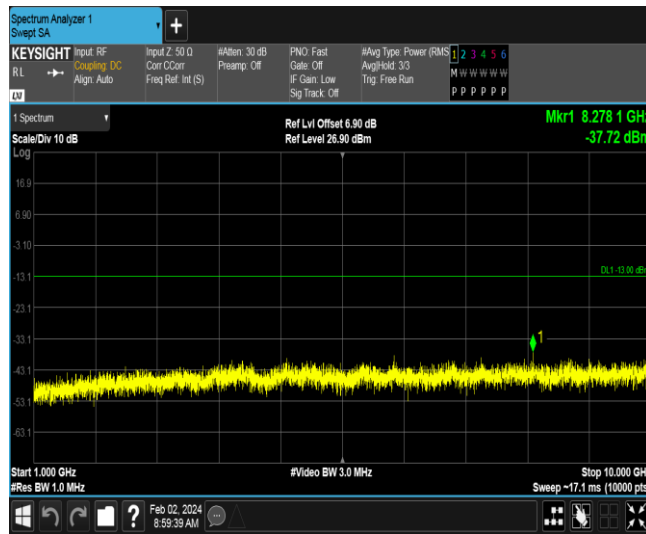 Spectrum Analyzer 1
Swept SA
KEYSIGHT Input: RF Input Z: 50 Ω #Atten: 30 dB PNO: Fast #Avg Type: Power (RMS 1 2 3 4 5 6
RL Coupling: DC Corr CCorr Preamp: Off Gate: Off Avg|Hold: 3/3 M W W W W W
Align: Auto Freq Ref: Int (S) IF Gain: Low Trig: Free Run
LXI Sig Track: Off P P P P P P
1 Spectrum Ref Lvl Offset 6.90 dB Mkr1 8.278 1 GHz
Scale/Div 10 dB Ref Level 26.90 dBm -37.72 dBm
Log
16.9
6.90
-3.10
DL1 -13.00 dBm
-13.1
-23.1
-33.1
1
-43.1
-53.1
-63.1
Start 1.000 GHz #Video BW 3.0 MHz Stop 10.000 GHz
#Res BW 1.0 MHz Sweep ~17.1 ms (10000 pts)
? Feb 02, 2024
8:59:39 AM